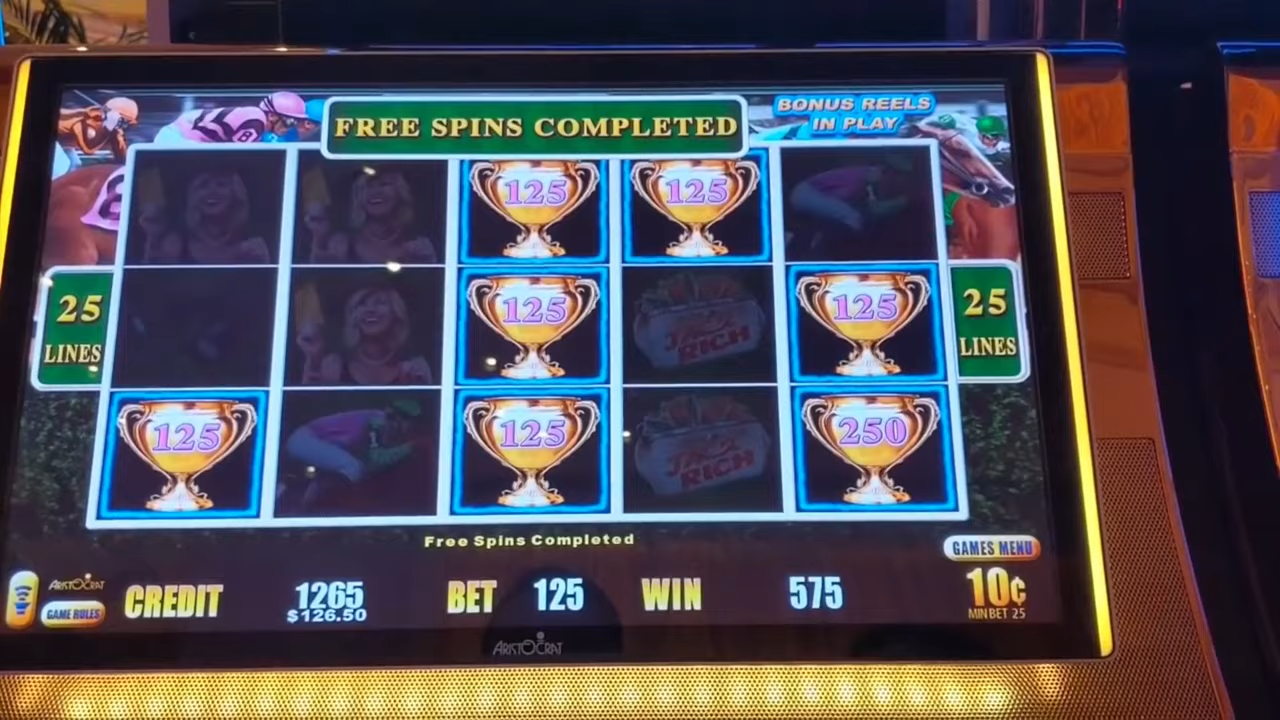 FREE SPINS COMPLETED
BONUS REELS
IN PLAY
8
125
125
25
LINES
125
125
25
LINES
125
125
250
TRACK
RICH
RICH
Free Spins Completed
GAMES MENU
ARISTOCRAT
GAME RULES
CREDIT
1265
$126.50
BET
125
WIN
575
10¢
MIN BET 25
ARISTOCRAT